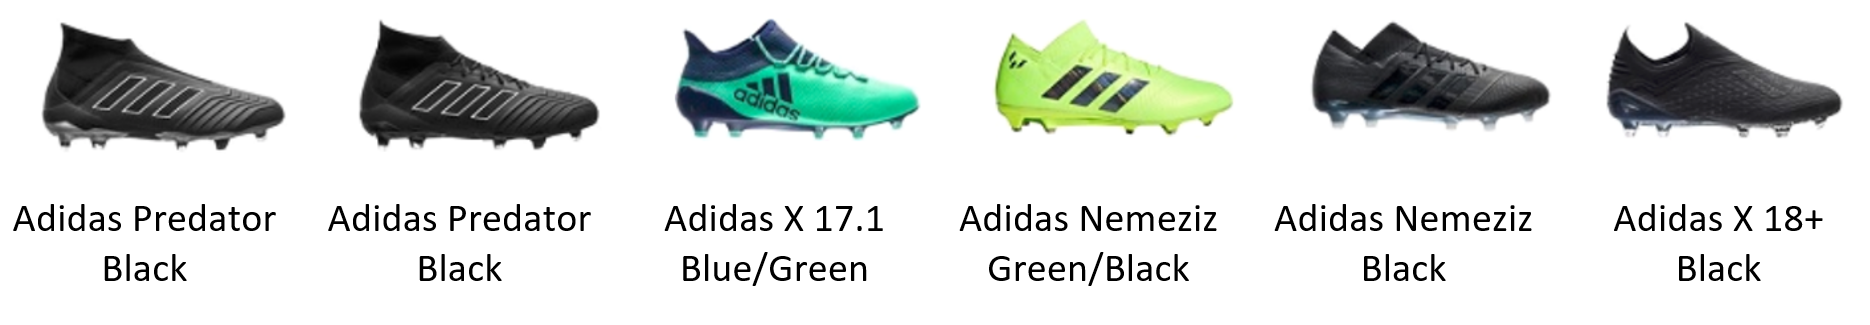 adidas
Adidas Predator
Black
Adidas Predator
Black
Adidas X 17.1
Blue/Green
Adidas Nemeziz
Green/Black
Adidas Nemeziz
Black
Adidas X 18+
Black